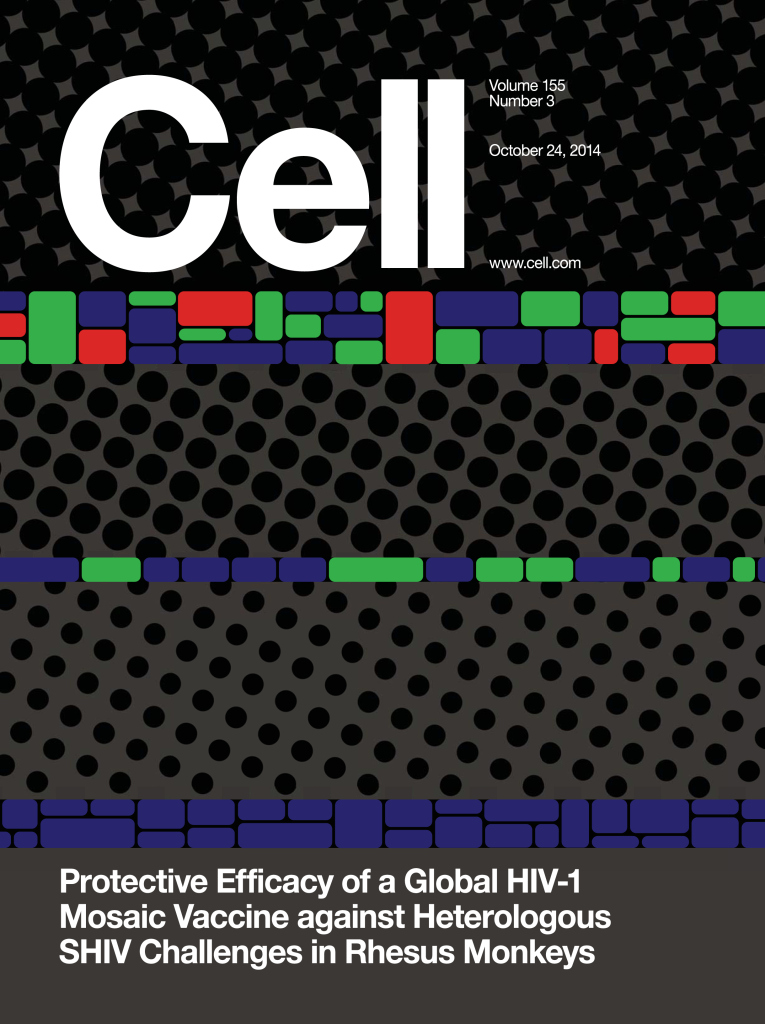 Cell
Volume 155
Number 3
October 24, 2014
www.cell.com
Protective Efficacy of a Global HIV-1
Mosaic Vaccine against Heterologous
SHIV Challenges in Rhesus Monkeys